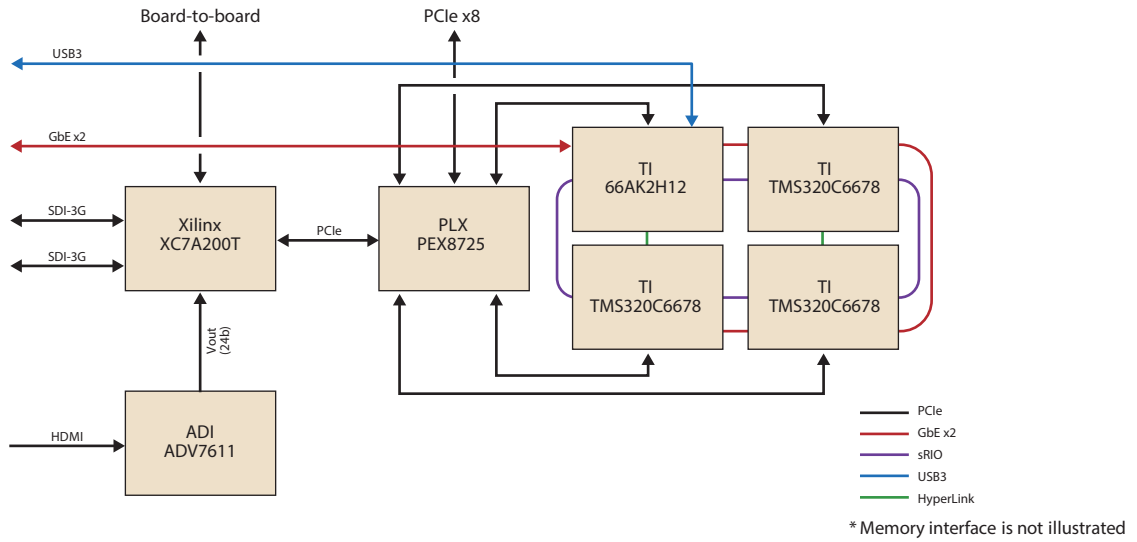 Board-to-board
PCIe x8
USB3
GbE x2
TI
66AK2H12
TI
TMS320C6678
SDI-3G
SDI-3G
Xilinx
XC7A200T
PCIe
PLX
PEX8725
TI
TMS320C6678
TI
TMS320C6678
Vout
(24b)
HDMI
ADI
ADV7611
PCIe
GbE x2
sRIO
USB3
HyperLink
* Memory interface is not illustrated